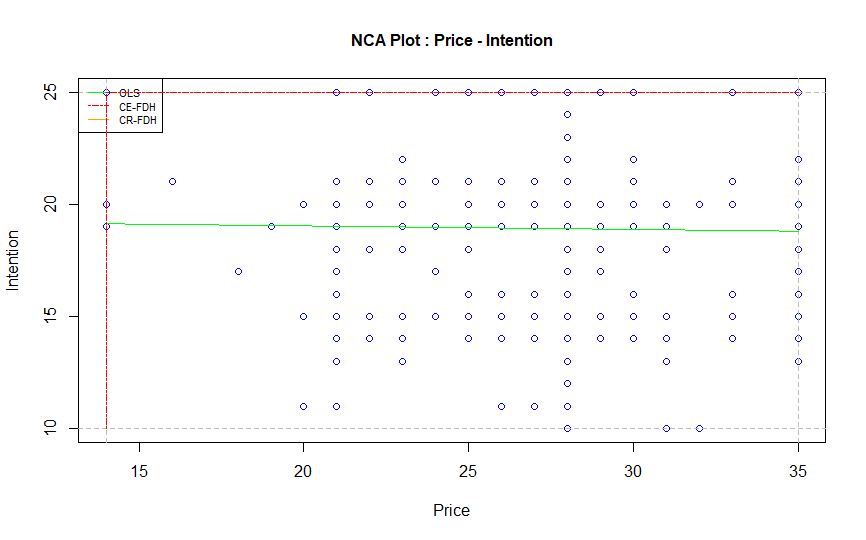 NCA Plot : Price - Intention
OLS
CE-FDH
CR-FDH
25
20
15
10
Intention
15 20 25 30 35
Price